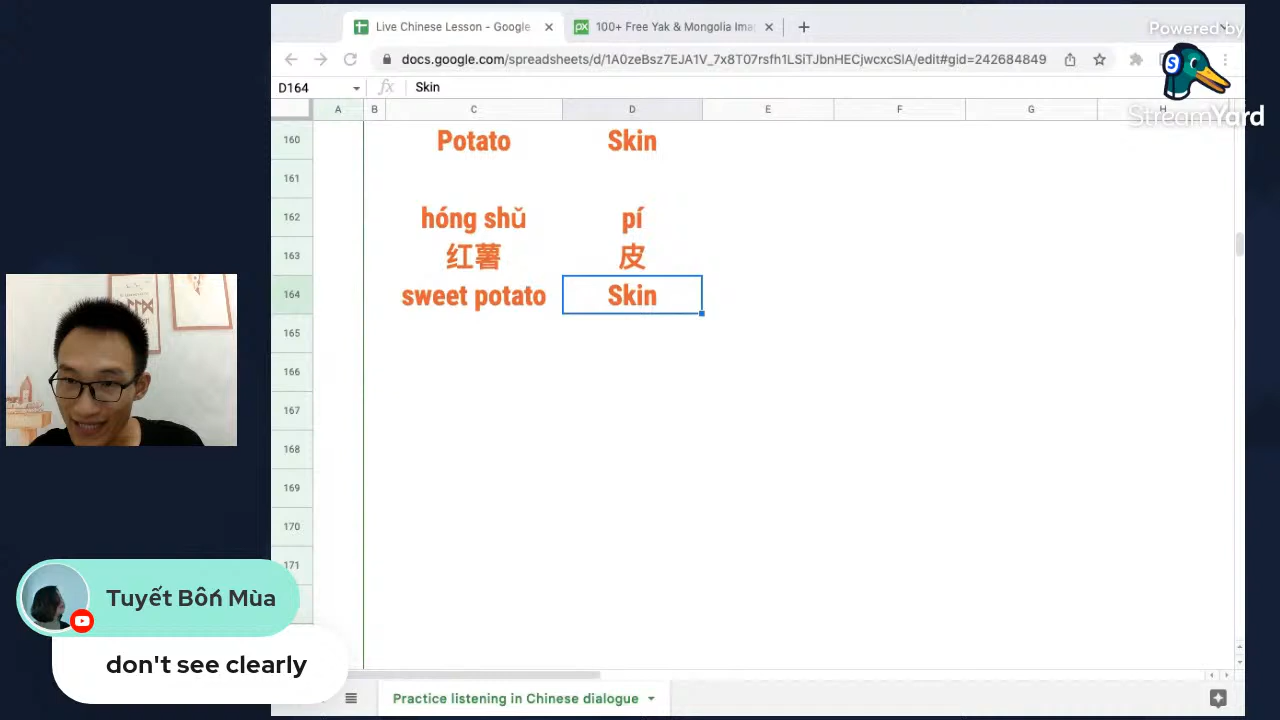 Live Chinese Lesson - Google
100+ Free Yak & Mongolia Ima
Powered by
docs.google.com/spreadsheets/d/1A0zeBsz7EJA1V_7x8T07rsfh1LSiTJbnHECjwcxcSlA/edit#gid=242684849
StreamYard
D164
fx
Skin
A B C D E F G H
160 Potato Skin
161
162 hóng shǔ pí
163 红薯 皮
164 sweet potato Skin
165
166
167
168
169
170
171
Tuyết Bốn Mùa
don't see clearly
Practice listening in Chinese dialogue